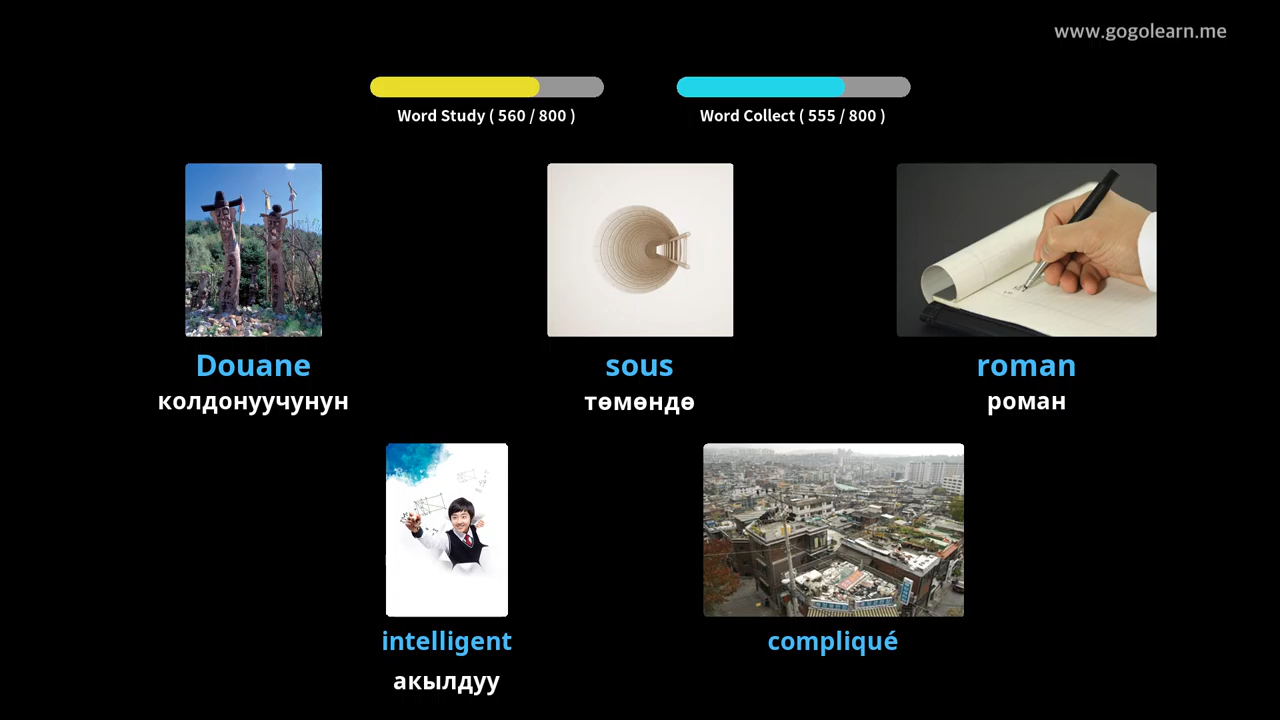 www.gogolearn.me
Word Study ( 560 / 800 )
Word Collect ( 555 / 800 )
Douane
колдонуучунун
sous
төмөндө
roman
роман
intelligent
акылдуу
compliqué